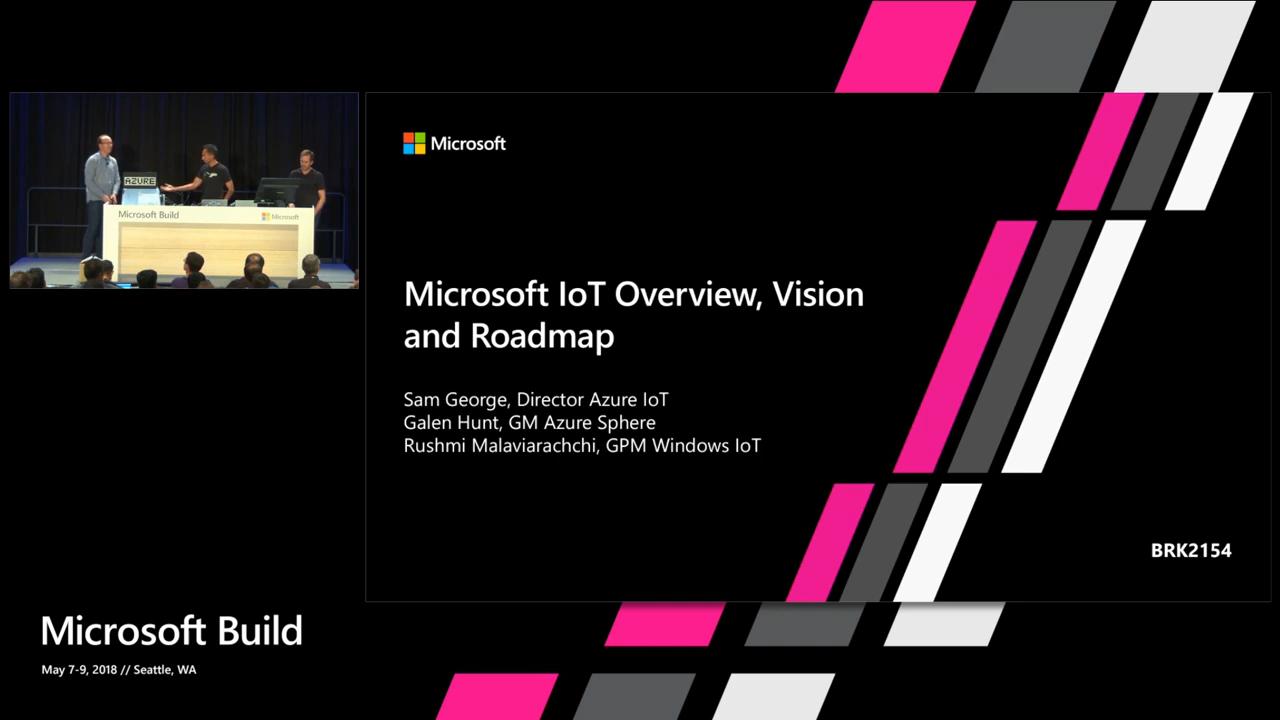 Microsoft
AZURE
Microsoft Build
Microsoft
Microsoft IoT Overview, Vision
and Roadmap
Sam George, Director Azure IoT
Galen Hunt, GM Azure Sphere
Rushmi Malaviarachchi, GPM Windows IoT
BRK2154
Microsoft Build
May 7-9, 2018 // Seattle, WA